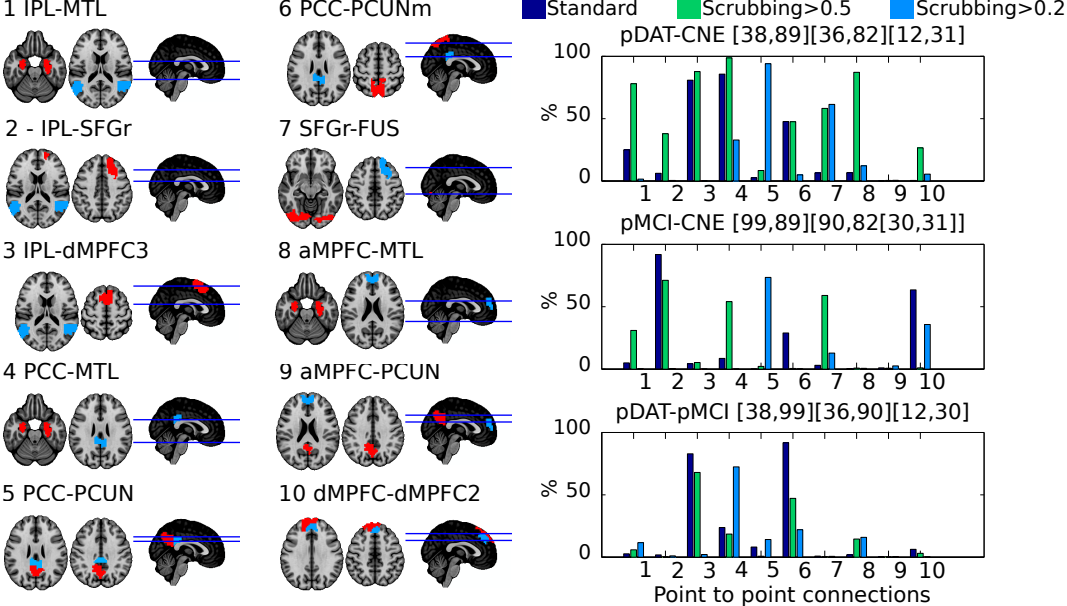 1 IPL-MTL
2 - IPL-SFGr
3 IPL-dMPFC3
4 PCC-MTL
5 PCC-PCUN
6 PCC-PCUNm
7 SFGr-FUS
8 aMPFC-MTL
9 aMPFC-PCUN
10 dMPFC-dMPFC2
Standard Scrubbing>0.5 Scrubbing>0.2
pDAT-CNE [38,89][36,82][12,31]
100
%
50
0
1 2 3 4 5 6 7 8 9 10
pMCI-CNE [99,89][90,82[30,31]]
100
%
50
0
1 2 3 4 5 6 7 8 9 10
pDAT-pMCI [38,99][36,90][12,30]
100
%
50
0
1 2 3 4 5 6 7 8 9 10
Point to point connections